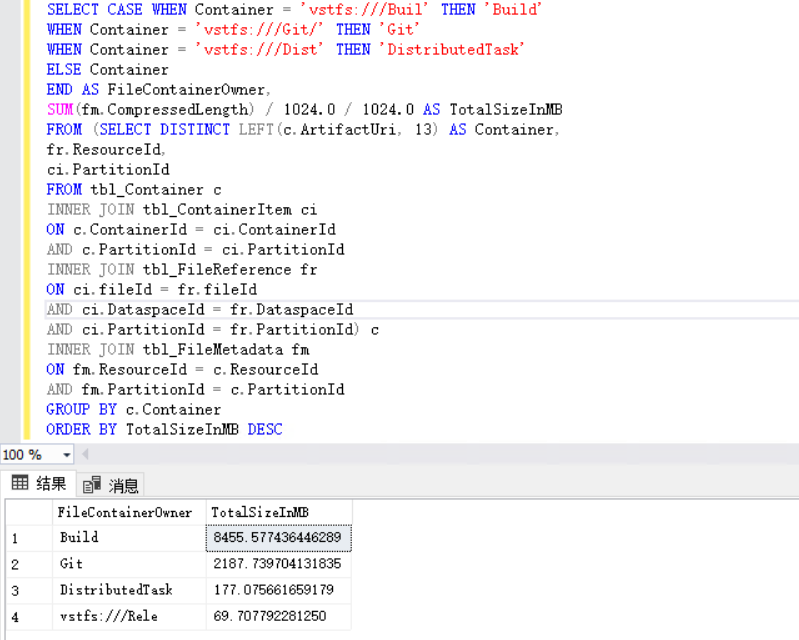 SELECT CASE WHEN Container = 'vstfs:///Buil' THEN 'Build'
WHEN Container = 'vstfs:///Git/' THEN 'Git'
WHEN Container = 'vstfs:///Dist' THEN 'DistributedTask'
ELSE Container
END AS FileContainerOwner,
SUM(fm.CompressedLength) / 1024.0 / 1024.0 AS TotalSizeInMB
FROM (SELECT DISTINCT LEFT(c.ArtifactUri, 13) AS Container,
fr.ResourceId,
ci.PartitionId
FROM tbl_Container c
INNER JOIN tbl_ContainerItem ci
ON c.ContainerId = ci.ContainerId
AND c.PartitionId = ci.PartitionId
INNER JOIN tbl_FileReference fr
ON ci.fileId = fr.fileId
AND ci.DataspaceId = fr.DataspaceId
AND ci.PartitionId = fr.PartitionId) c
INNER JOIN tbl_FileMetadata fm
ON fm.ResourceId = c.ResourceId
AND fm.PartitionId = c.PartitionId
GROUP BY c.Container
ORDER BY TotalSizeInMB DESC
100 %
结果 消息
FileContainerOwner TotalSizeInMB
1 Build 8455.577436446289
2 Git 2187.739704131835
3 DistributedTask 177.075661659179
4 vstfs:///Rele 69.707792281250